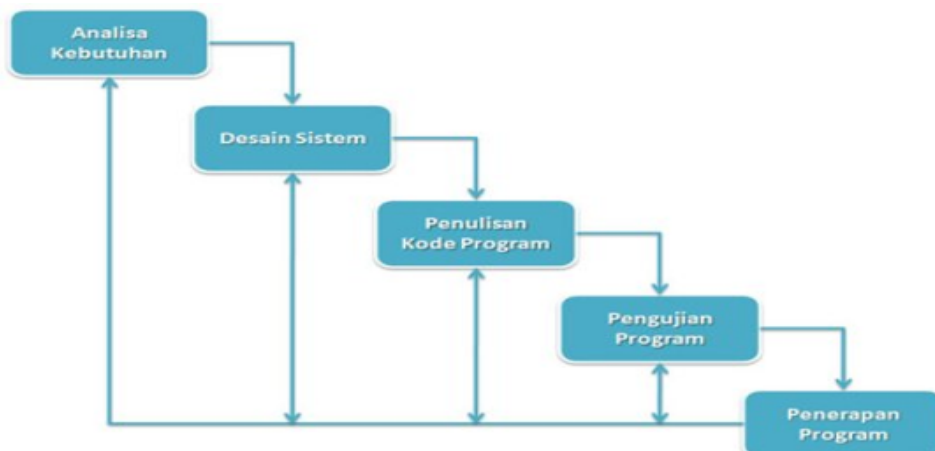 Analisa
Kebutuhan
Desain Sistem
Penulisan
Kode Program
Pengujian
Program
Penerapan
Program